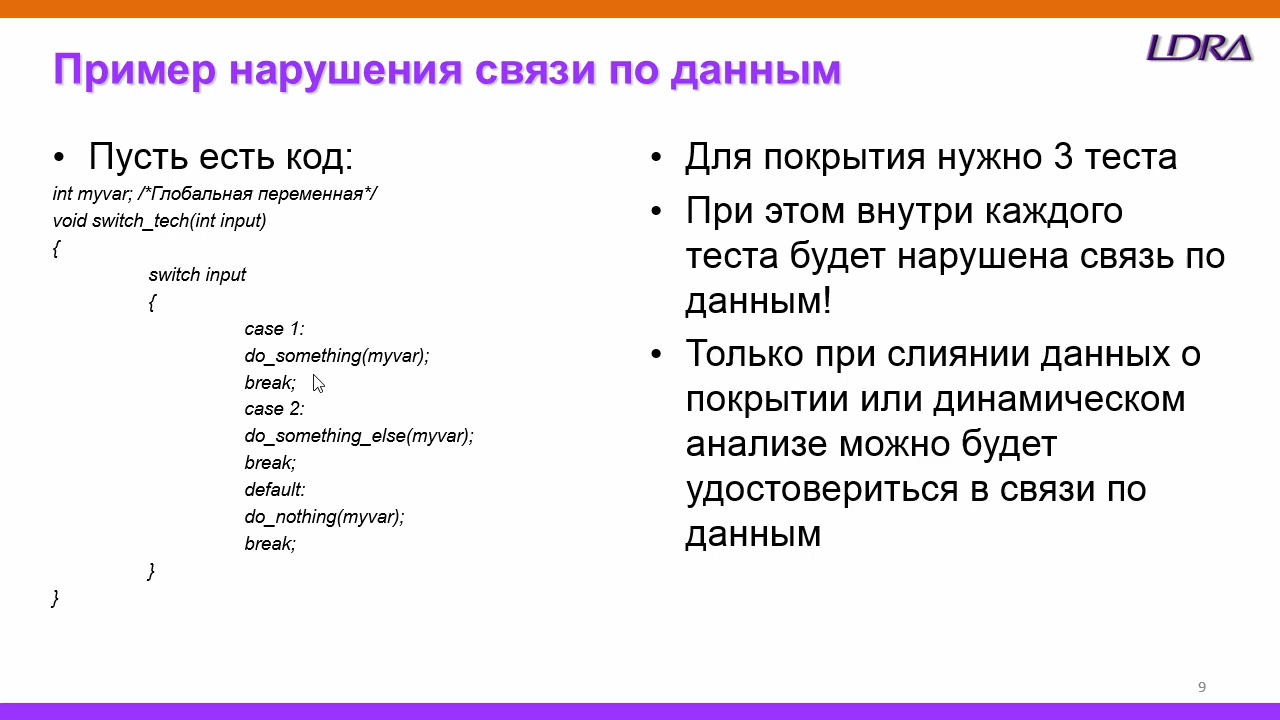 LDRA
Пример нарушения связи по данным
• Пусть есть код:
int myvar; /*Глобальная переменная*/
void switch_tech(int input)
{
switch input
{
case 1:
do_something(myvar);
break;
case 2:
do_something_else(myvar);
break;
default:
do_nothing(myvar);
break;
}
}
• Для покрытия нужно 3 теста
• При этом внутри каждого
теста будет нарушена связь по
данным!
• Только при слиянии данных о
покрытии или динамическом
анализе можно будет
удостовериться в связи по
данным
9